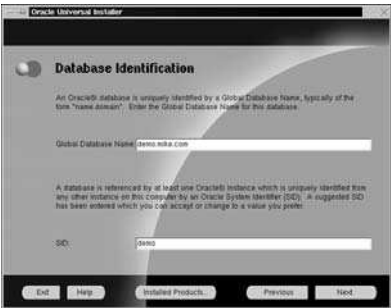 Oracle Universal Installer
Database Identification
An Oracle8i database is uniquely identified by a Global Database Name, typically of the
form "name.domain". Enter the Global Database Name for this database.
Global Database Name: demo.mike.com
A database is referenced by at least one Oracle8i instance which is uniquely identified from
any other instance on this computer by an Oracle System Identifier (SID). A suggested SID
has been entered which you can accept or change to a value you prefer.
SID: demo
Exit Help Installed Products... Previous Next